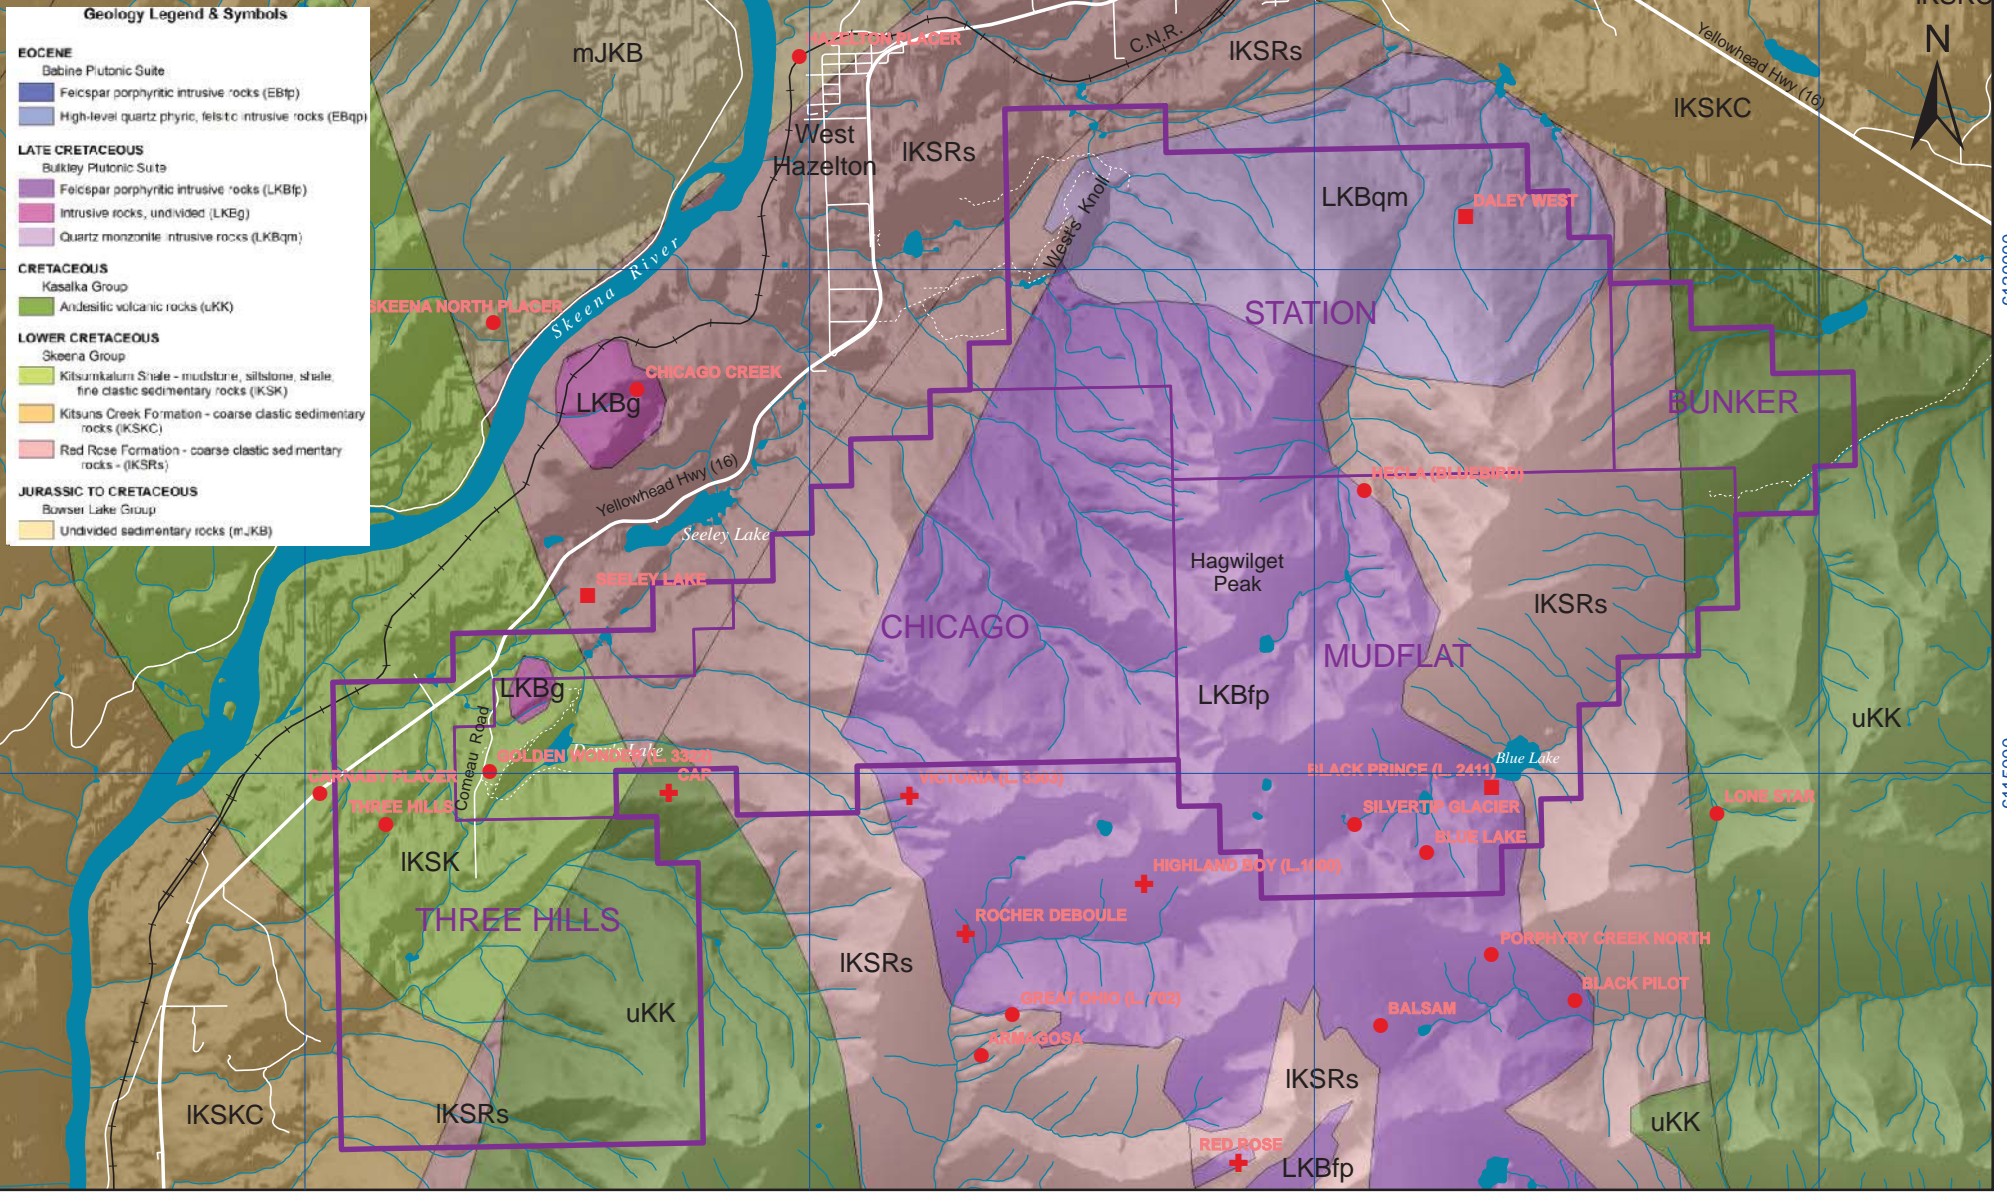 Geology Legend & Symbols
EOCENE
Babine Plutonic Suite
Feldspar porphyritic intrusive rocks (EBfp)
High-level quartz phyric, felsitic intrusive rocks (EBqp)
LATE CRETACEOUS
Bulkley Plutonic Suite
Feldspar porphyritic intrusive rocks (LKBfp)
Intrusive rocks, undivided (LKBg)
Quartz monzonite intrusive rocks (LKBqm)
CRETACEOUS
Kasalka Group
Andesitic volcanic rocks (uKK)
LOWER CRETACEOUS
Skeena Group
Kitsumkalum Shale - mudstone, siltstone, shale,
fine clastic sedimentary rocks (lKSK)
Kitsuns Creek Formation - coarse clastic sedimentary
rocks (lKSKC)
Red Rose Formation - coarse clastic sedimentary
rocks - (lKSRs)
JURASSIC TO CRETACEOUS
Bowser Lake Group
Undivided sedimentary rocks (mJKB)
mJKB
HAZELTON PLACER
C.N.R.
lKSRs
Yellowhead Hwy (16)
N
lKSKC
West
Hazelton
lKSRs
West's Knoll
LKBqm
DALEY WEST
Skeena River
SKEENA NORTH PLACER
STATION
CHICAGO CREEK
LKBg
BUNKER
Yellowhead Hwy (16)
HECLA (BLUEBIRD)
Seeley Lake
SEELEY LAKE
Hagwilget
Peak
lKSRs
CHICAGO
MUDFLAT
LKBg
LKBfp
uKK
Comeau Road
GOLDEN WONDER (L. 3322)
CAP
CARNABY PLACER
THREE HILLS
VICTORIA (L. 3303)
Blue Lake
BLACK PRINCE (L. 2411)
SILVERTIP GLACIER
LONE STAR
BLUE LAKE
lKSK
HIGHLAND BOY (L.1000)
THREE HILLS
ROCHER DEBOULE
PORPHYRY CREEK NORTH
lKSRs
BLACK PILOT
GREAT OHIO (L. 702)
BALSAM
uKK
ARMAGOSA
lKSRs
lKSKC
lKSRs
uKK
RED ROSE
LKBfp